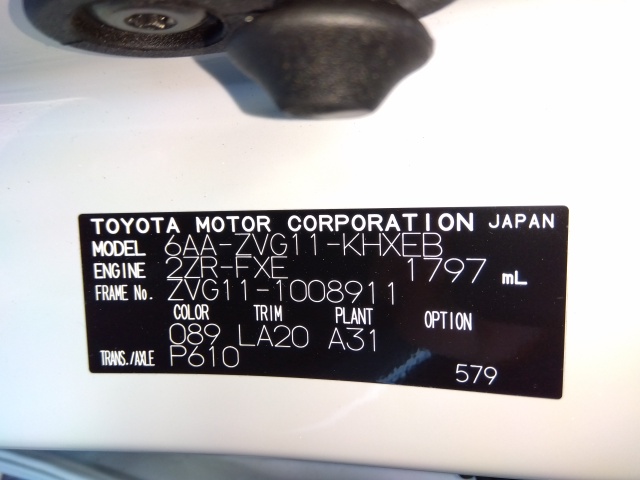 TOYOTA MOTOR CORPORATION JAPAN
MODEL 6AA-ZVG11-KHXEB
ENGINE 2ZR-FXE 1797 mL
FRAME No. ZVG11-1008911
COLOR TRIM PLANT OPTION
089 LA20 A31
TRANS./AXLE P610
579